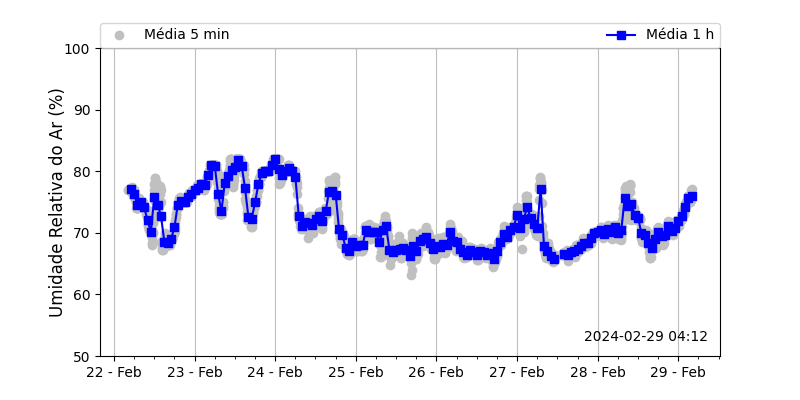 Média 5 min
Média 1 h
Umidade Relativa do Ar (%)
100
90
80
70
60
50
2024-02-29 04:12
22 - Feb
23 - Feb
24 - Feb
25 - Feb
26 - Feb
27 - Feb
28 - Feb
29 - Feb